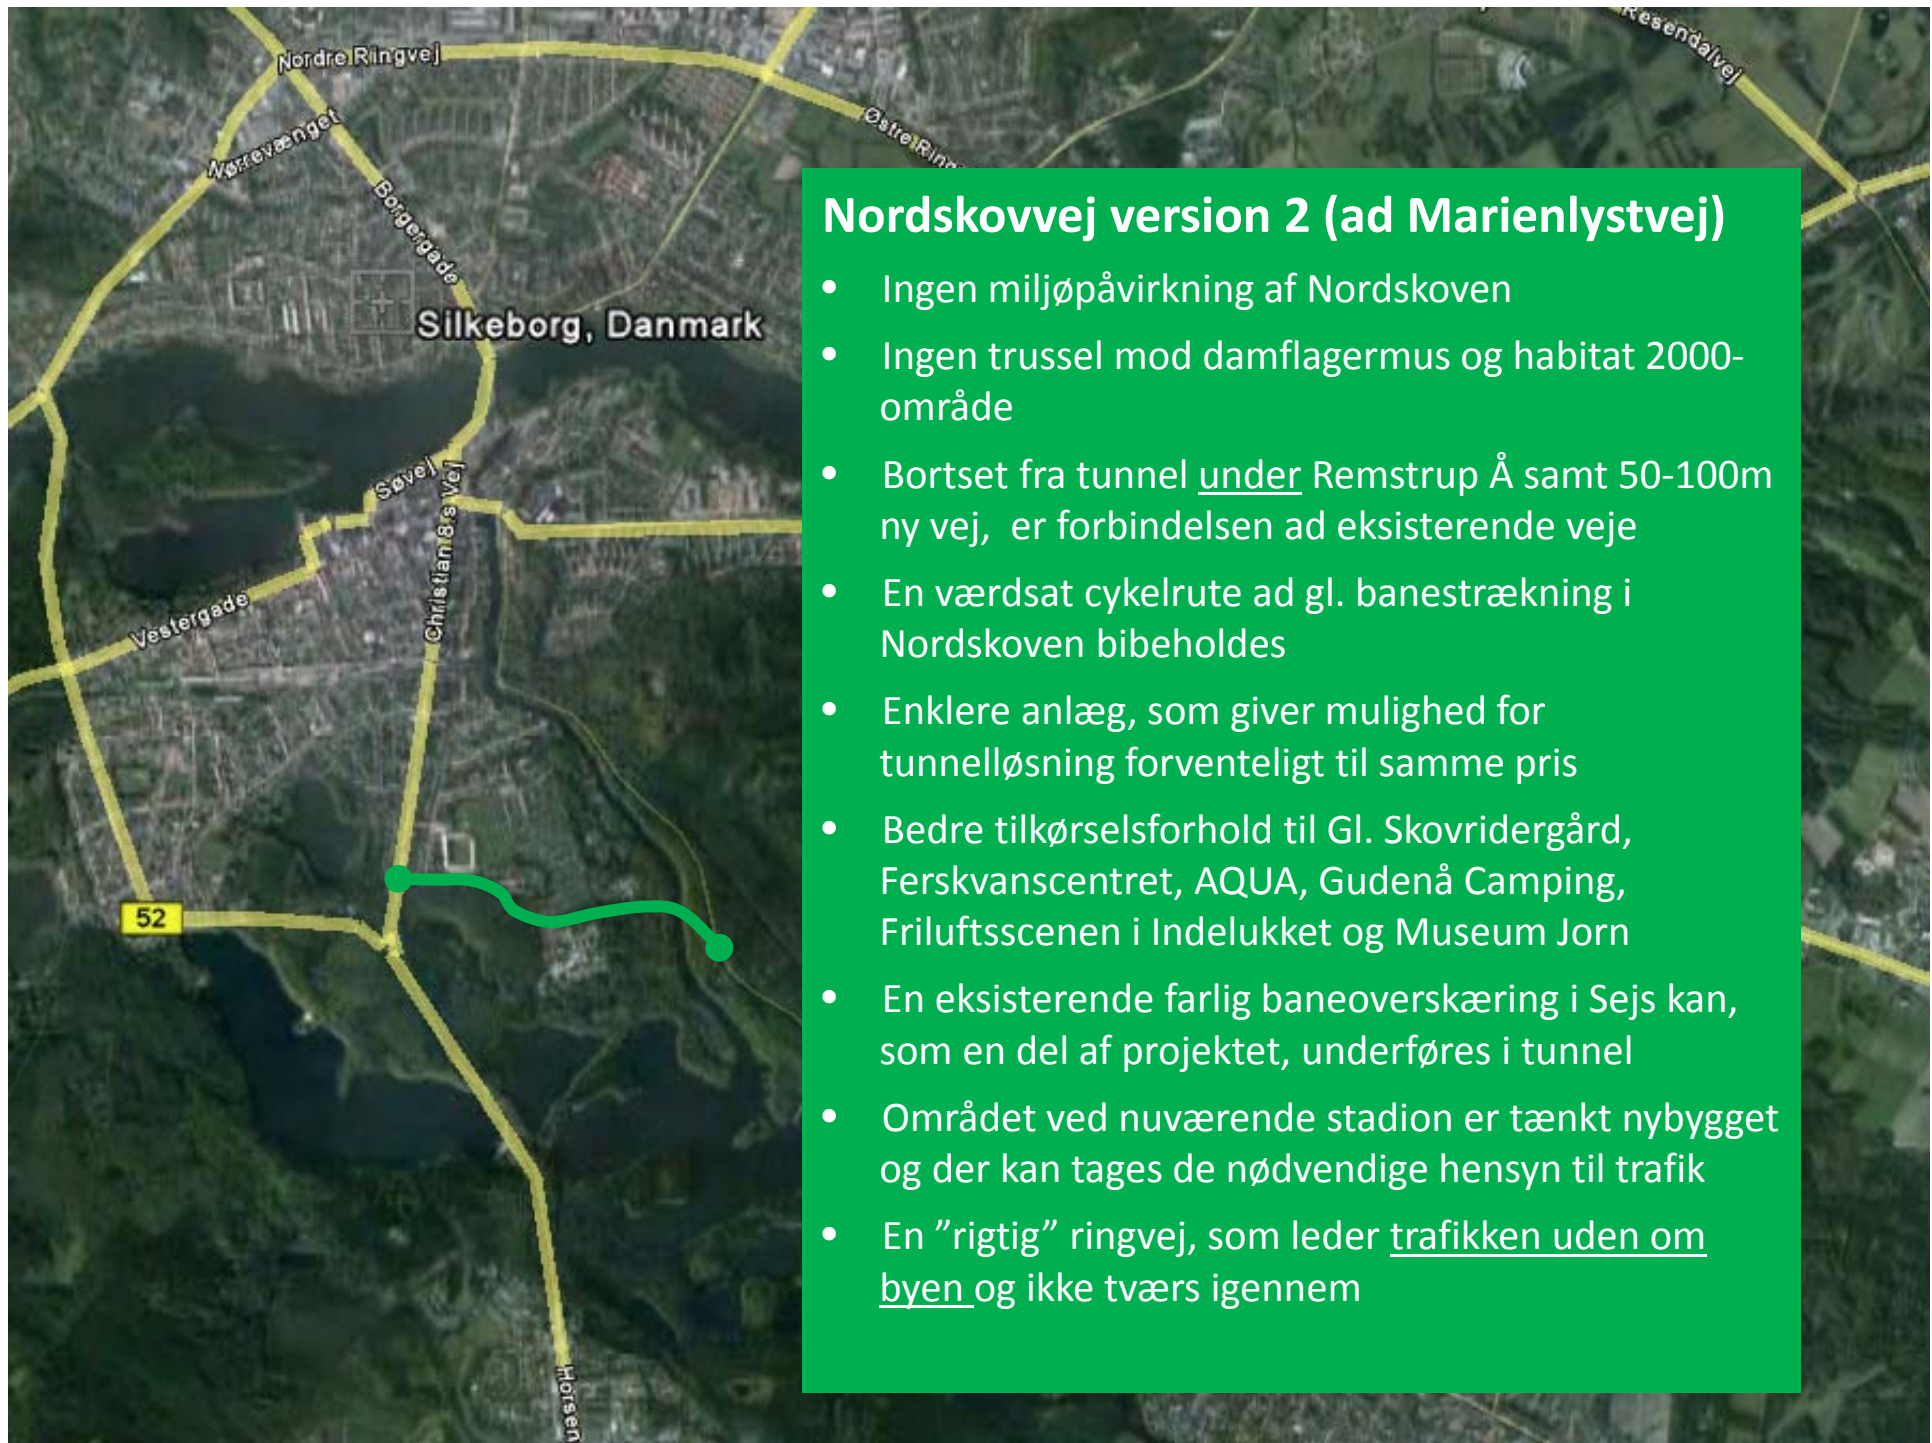 Resendalvej
Nordre Ringvej
Østre Ring
Nørrevænget
Borgergade
Silkeborg, Danmark
Søvej
Christian 8.s Vej
Vestergade
52
Horsen
Nordskovvej version 2 (ad Marienlystvej)
• Ingen miljøpåvirkning af Nordskoven
• Ingen trussel mod damflagermus og habitat 2000-
område
• Bortset fra tunnel under Remstrup Å samt 50-100m
ny vej, er forbindelsen ad eksisterende veje
• En værdsat cykelrute ad gl. banestrækning i
Nordskoven bibeholdes
• Enklere anlæg, som giver mulighed for
tunnelløsning forventeligt til samme pris
• Bedre tilkørselsforhold til Gl. Skovridergård,
Ferskvanscentret, AQUA, Gudenå Camping,
Friluftsscenen i Indelukket og Museum Jorn
• En eksisterende farlig baneoverskæring i Sejs kan,
som en del af projektet, underføres i tunnel
• Området ved nuværende stadion er tænkt nybygget
og der kan tages de nødvendige hensyn til trafik
• En ”rigtig” ringvej, som leder trafikken uden om
byen og ikke tværs igennem